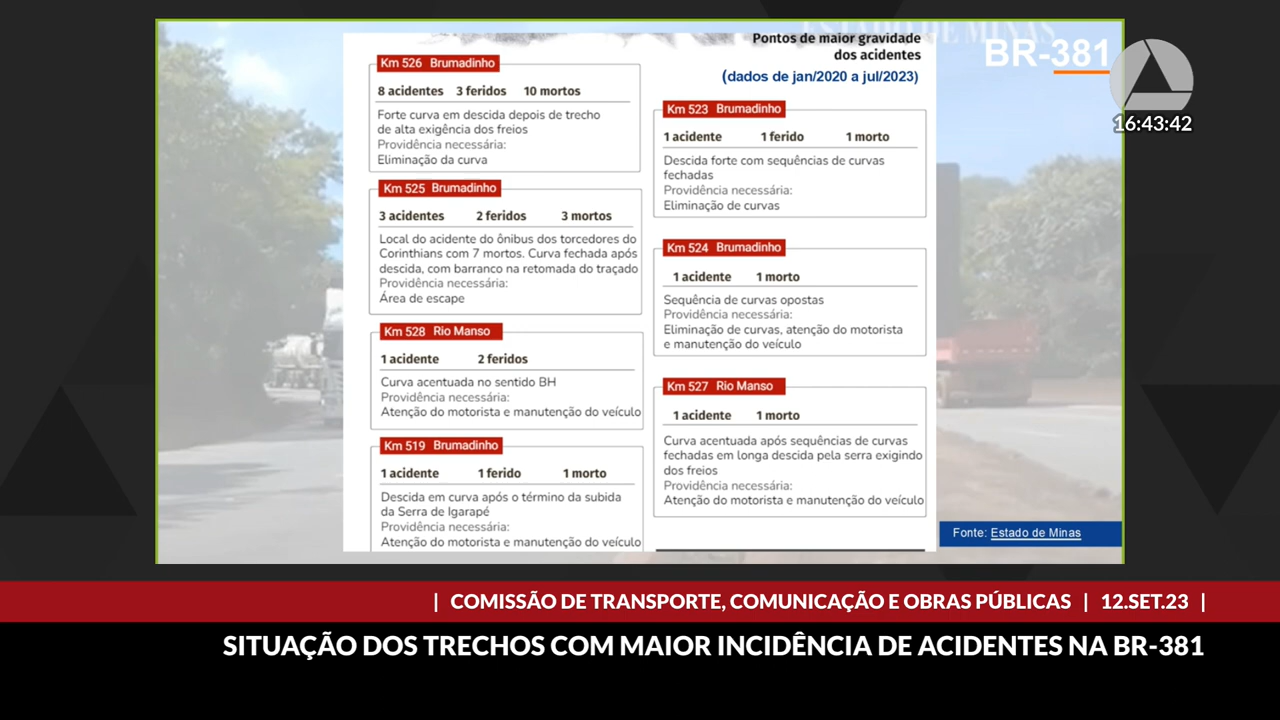 ESTADO DE MINAS
Pontos de maior gravidade
dos acidentes
(dados de jan/2020 a jul/2023)
BR-381
16:43:42
Km 526 Brumadinho
8 acidentes 3 feridos 10 mortos
Forte curva em descida depois de trecho
de alta exigência dos freios
Providência necessária:
Eliminação da curva
Km 525 Brumadinho
3 acidentes 2 feridos 3 mortos
Local do acidente do ônibus dos torcedores do
Corinthians com 7 mortos. Curva fechada após
descida, com barranco na retomada do traçado
Providência necessária:
Área de escape
Km 528 Rio Manso
1 acidente 2 feridos
Curva acentuada no sentido BH
Providência necessária:
Atenção do motorista e manutenção do veículo
Km 519 Brumadinho
1 acidente 1 ferido 1 morto
Descida em curva após o término da subida
da Serra de Igarapé
Providência necessária:
Atenção do motorista e manutenção do veículo
Km 523 Brumadinho
1 acidente 1 ferido 1 morto
Descida forte com sequências de curvas
fechadas
Providência necessária:
Eliminação de curvas
Km 524 Brumadinho
1 acidente 1 morto
Sequência de curvas opostas
Providência necessária:
Eliminação de curvas, atenção do motorista
e manutenção do veículo
Km 527 Rio Manso
1 acidente 1 morto
Curva acentuada após sequências de curvas
fechadas em longa descida pela serra exigindo
dos freios
Providência necessária:
Atenção do motorista e manutenção do veículo
Fonte: Estado de Minas
| COMISSÃO DE TRANSPORTE, COMUNICAÇÃO E OBRAS PÚBLICAS | 12.SET.23 |
SITUAÇÃO DOS TRECHOS COM MAIOR INCIDÊNCIA DE ACIDENTES NA BR-381